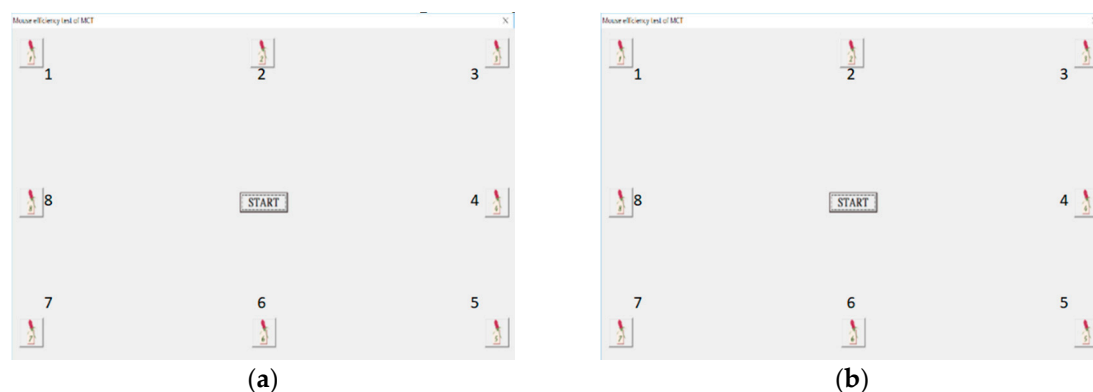 Mouse efficiency test of MCT X
1 2 3
8 START 4
7 6 5
(a)
Mouse efficiency test of MCT
1 2 3
8 START 4
7 6 5
(b)